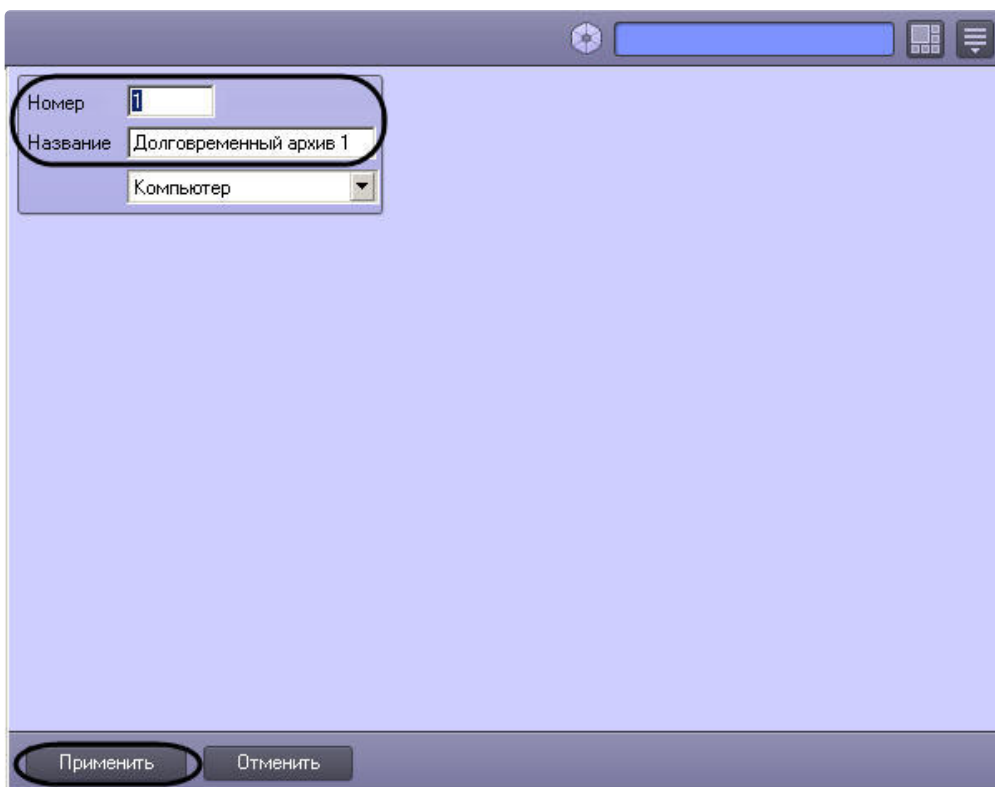 Номер 1
Название Долговременный архив 1
Компьютер
Применить Отменить